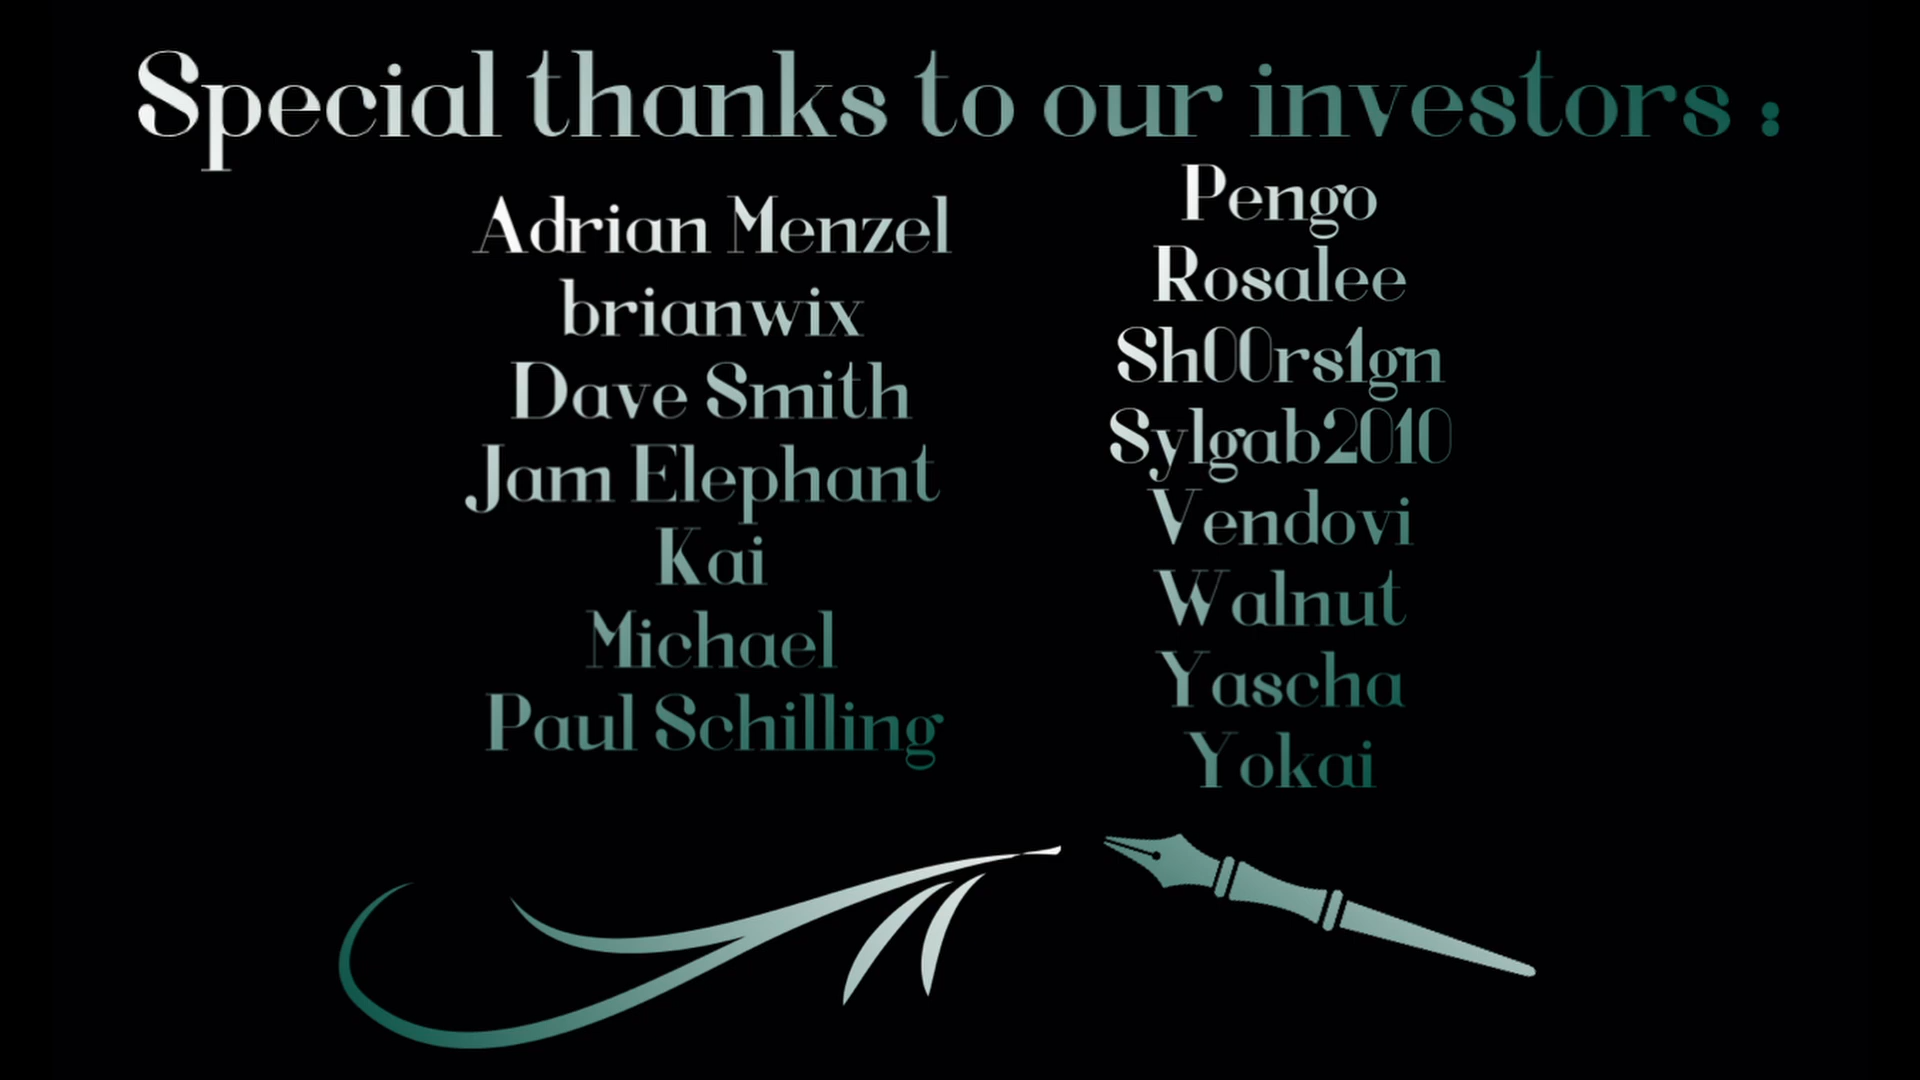 Special thanks to our investors :
Adrian Menzel
brianwix
Dave Smith
Jam Elephant
Kai
Michael
Paul Schilling
Pengo
Rosalee
Sh00rs1gn
Sylgab2010
Vendovi
Walnut
Yascha
Yokai